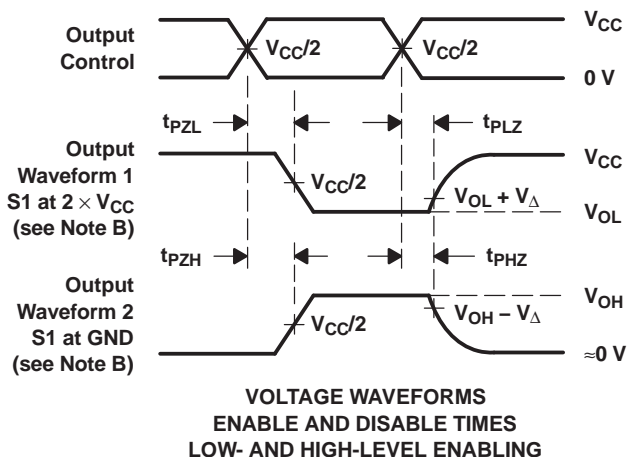 Output
Control
V_CC/2
V_CC/2
V_CC
0 V
t_PZL
t_PLZ
Output
Waveform 1
S1 at 2 × V_CC
(see Note B)
V_CC/2
V_OL + V_Δ
V_CC
V_OL
t_PZH
t_PHZ
Output
Waveform 2
S1 at GND
(see Note B)
V_CC/2
V_OH − V_Δ
V_OH
≈0 V
VOLTAGE WAVEFORMS
ENABLE AND DISABLE TIMES
LOW- AND HIGH-LEVEL ENABLING